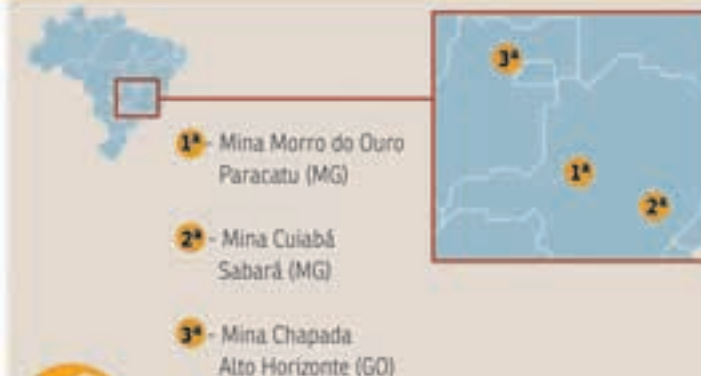 1ª - Mina Morro do Ouro
Paracatu (MG)
2ª - Mina Cuiabá
Sabará (MG)
3ª - Mina Chapada
Alto Horizonte (GO)
3ª
1ª
2ª